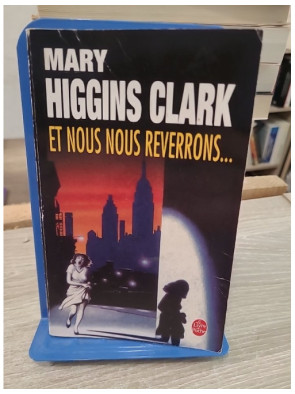 MARY
HIGGINS CLARK
ET NOUS NOUS REVERRONS...